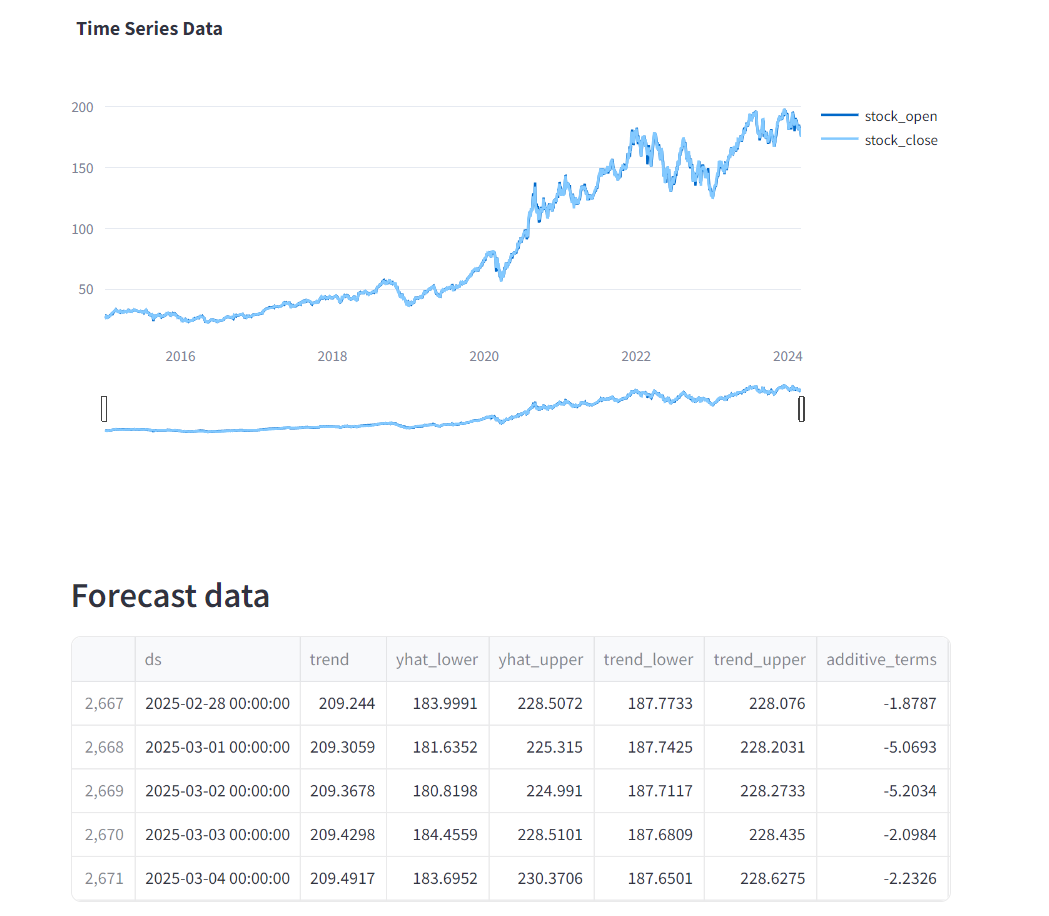 Time Series Data
200
150
100
50
stock_open
stock_close
2016 2018 2020 2022 2024
Forecast data
ds trend yhat_lower yhat_upper trend_lower trend_upper additive_terms
2,667 2025-02-28 00:00:00 209.244 183.9991 228.5072 187.7733 228.076 -1.8787
2,668 2025-03-01 00:00:00 209.3059 181.6352 225.315 187.7425 228.2031 -5.0693
2,669 2025-03-02 00:00:00 209.3678 180.8198 224.991 187.7117 228.2733 -5.2034
2,670 2025-03-03 00:00:00 209.4298 184.4559 228.5101 187.6809 228.435 -2.0984
2,671 2025-03-04 00:00:00 209.4917 183.6952 230.3706 187.6501 228.6275 -2.2326